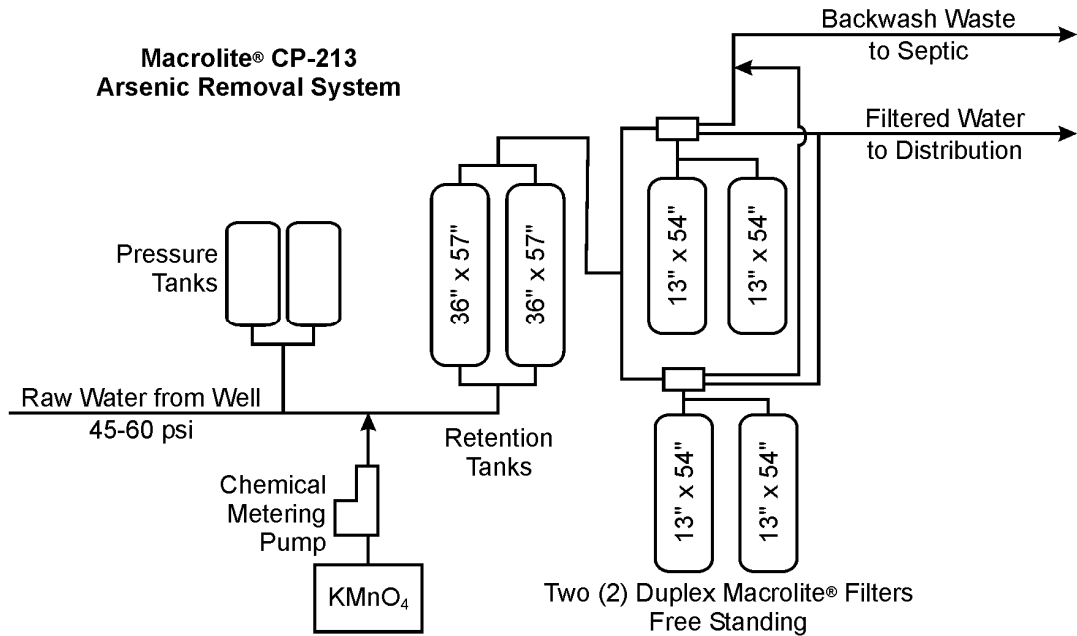 Macrolite® CP-213
Arsenic Removal System
Backwash Waste
to Septic
Filtered Water
to Distribution
Pressure
Tanks
36" x 57"
36" x 57"
13" x 54"
13" x 54"
Raw Water from Well
45-60 psi
Retention
Tanks
Chemical
Metering
Pump
KMnO₄
13" x 54"
13" x 54"
Two (2) Duplex Macrolite® Filters
Free Standing